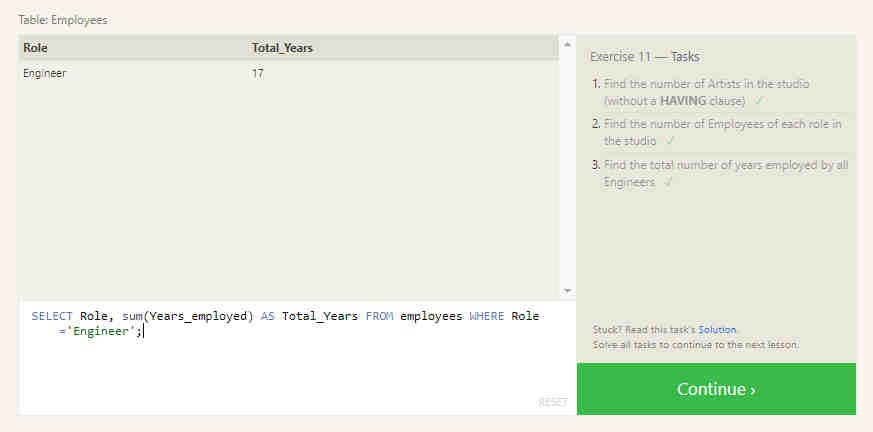 Table: Employees
Role Total_Years
Engineer 17
SELECT Role, sum(Years_employed) AS Total_Years FROM employees WHERE Role
='Engineer';
RESET
Exercise 11 — Tasks
1. Find the number of Artists in the studio
(without a HAVING clause) ✓
2. Find the number of Employees of each role in
the studio ✓
3. Find the total number of years employed by all
Engineers ✓
Stuck? Read this task's Solution.
Solve all tasks to continue to the next lesson.
Continue ›